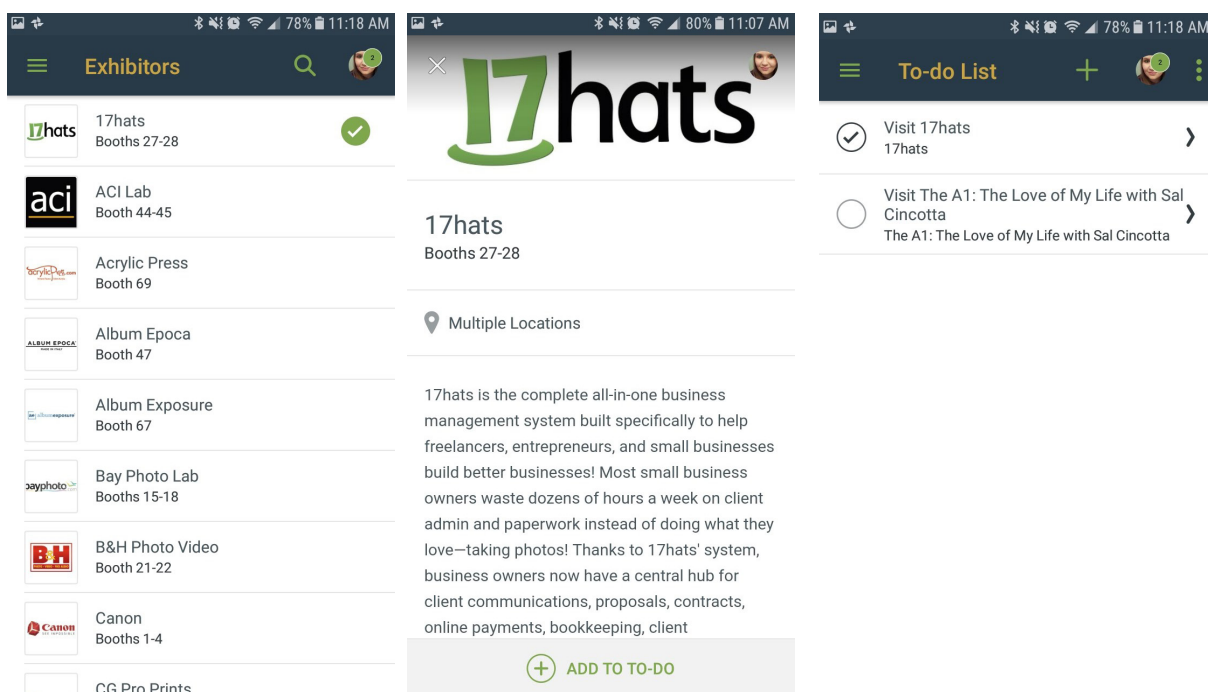 78% 11:18 AM
Exhibitors
2
17hats
17hats
Booths 27-28
aci
ACI Lab
Booth 44-45
acrylicpress.com
Acrylic Press
Booth 69
ALBUM EPOCA
Album Epoca
Booth 47
albumexposure
Album Exposure
Booth 67
bayphoto
Bay Photo Lab
Booths 15-18
B&H
B&H Photo Video
Booth 21-22
Canon
Canon
Booths 1-4
CG Pro Prints
80% 11:07 AM
17hats
17hats
Booths 27-28
Multiple Locations
17hats is the complete all-in-one business
management system built specifically to help
freelancers, entrepreneurs, and small businesses
build better businesses! Most small business
owners waste dozens of hours a week on client
admin and paperwork instead of doing what they
love—taking photos! Thanks to 17hats' system,
business owners now have a central hub for
client communications, proposals, contracts,
online payments, bookkeeping, client
ADD TO TO-DO
78% 11:18 AM
To-do List
2
Visit 17hats
17hats
Visit The A1: The Love of My Life with Sal
Cincotta
The A1: The Love of My Life with Sal Cincotta